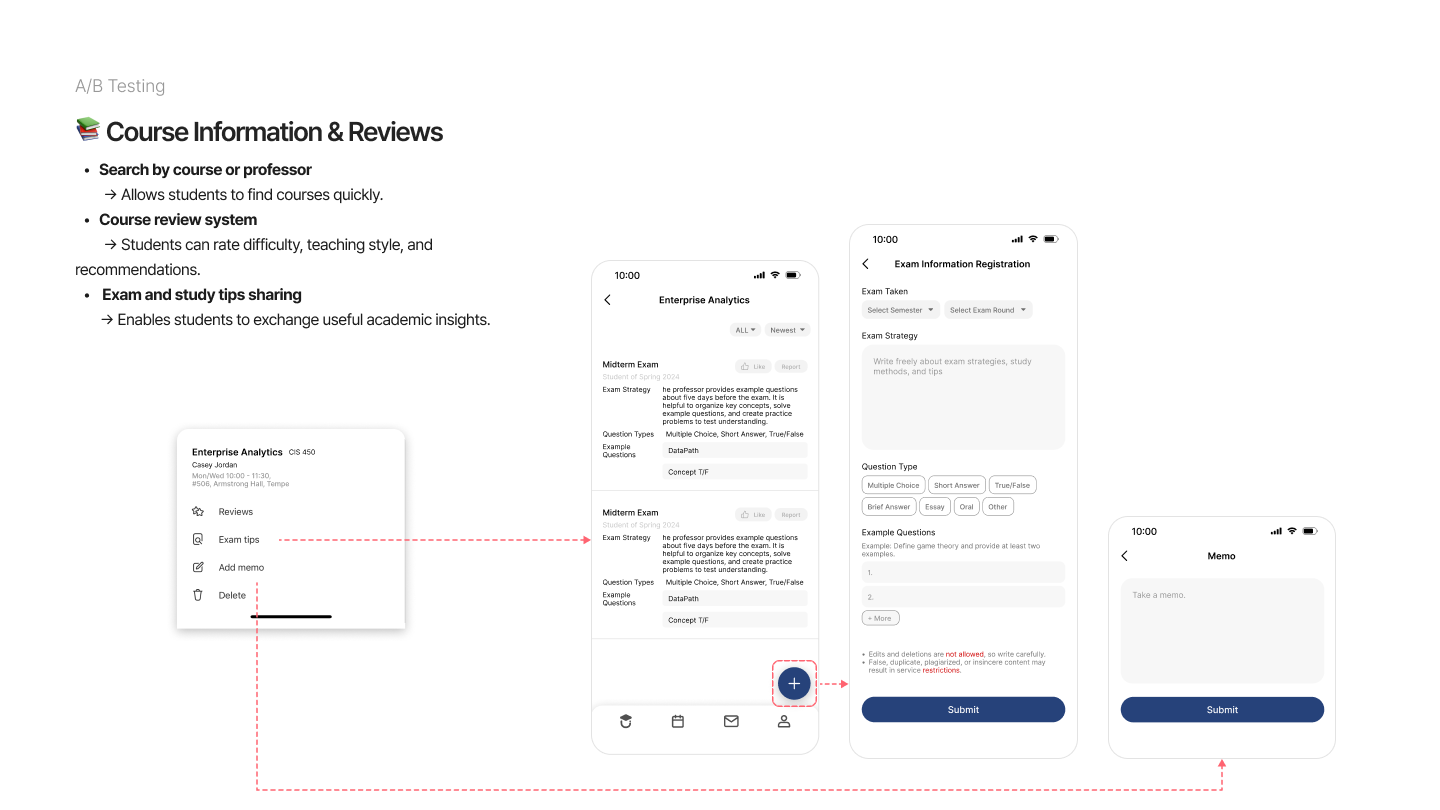 A/B Testing
📚 Course Information & Reviews
• Search by course or professor
→ Allows students to find courses quickly.
• Course review system
→ Students can rate difficulty, teaching style, and
recommendations.
• Exam and study tips sharing
→ Enables students to exchange useful academic insights.
Enterprise Analytics CIS 450
Casey Jordan
Mon/Wed 10:00 - 11:30,
#506, Armstrong Hall, Tempe
Reviews
Exam tips
Add memo
Delete
10:00
Enterprise Analytics
ALL
Newest
Midterm Exam
Like
Report
Student of Spring 2024
Exam Strategy
he professor provides example questions
about five days before the exam. It is
helpful to organize key concepts, solve
example questions, and create practice
problems to test understanding.
Question Types
Multiple Choice, Short Answer, True/False
Example
Questions
DataPath
Concept T/F
Midterm Exam
Like
Report
Student of Spring 2024
Exam Strategy
he professor provides example questions
about five days before the exam. It is
helpful to organize key concepts, solve
example questions, and create practice
problems to test understanding.
Question Types
Multiple Choice, Short Answer, True/False
Example
Questions
DataPath
Concept T/F
10:00
Exam Information Registration
Exam Taken
Select Semester
Select Exam Round
Exam Strategy
Write freely about exam strategies, study
methods, and tips
Question Type
Multiple Choice
Short Answer
True/False
Brief Answer
Essay
Oral
Other
Example Questions
Example: Define game theory and provide at least two
examples.
1.
2.
+ More
• Edits and deletions are not allowed, so write carefully.
• False, duplicate, plagiarized, or insincere content may
result in service restrictions.
Submit
10:00
Memo
Take a memo.
Submit